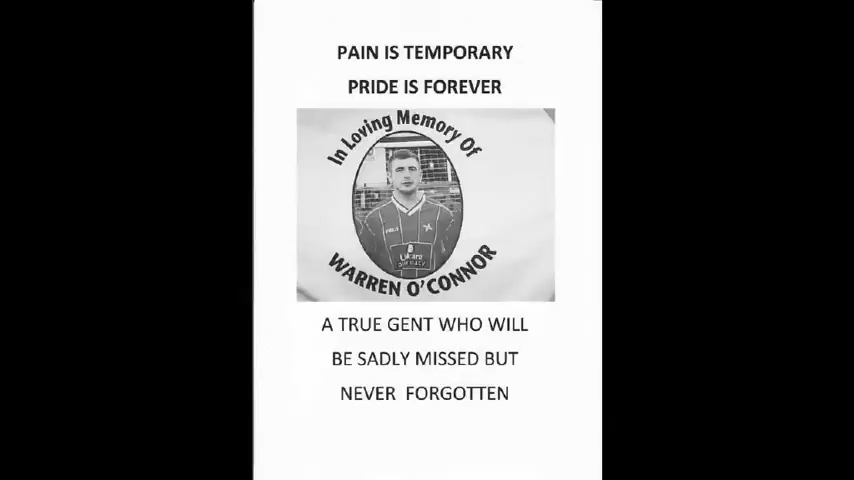 PAIN IS TEMPORARY
PRIDE IS FOREVER
In Loving Memory Of
WARREN O'CONNOR
A TRUE GENT WHO WILL
BE SADLY MISSED BUT
NEVER FORGOTTEN